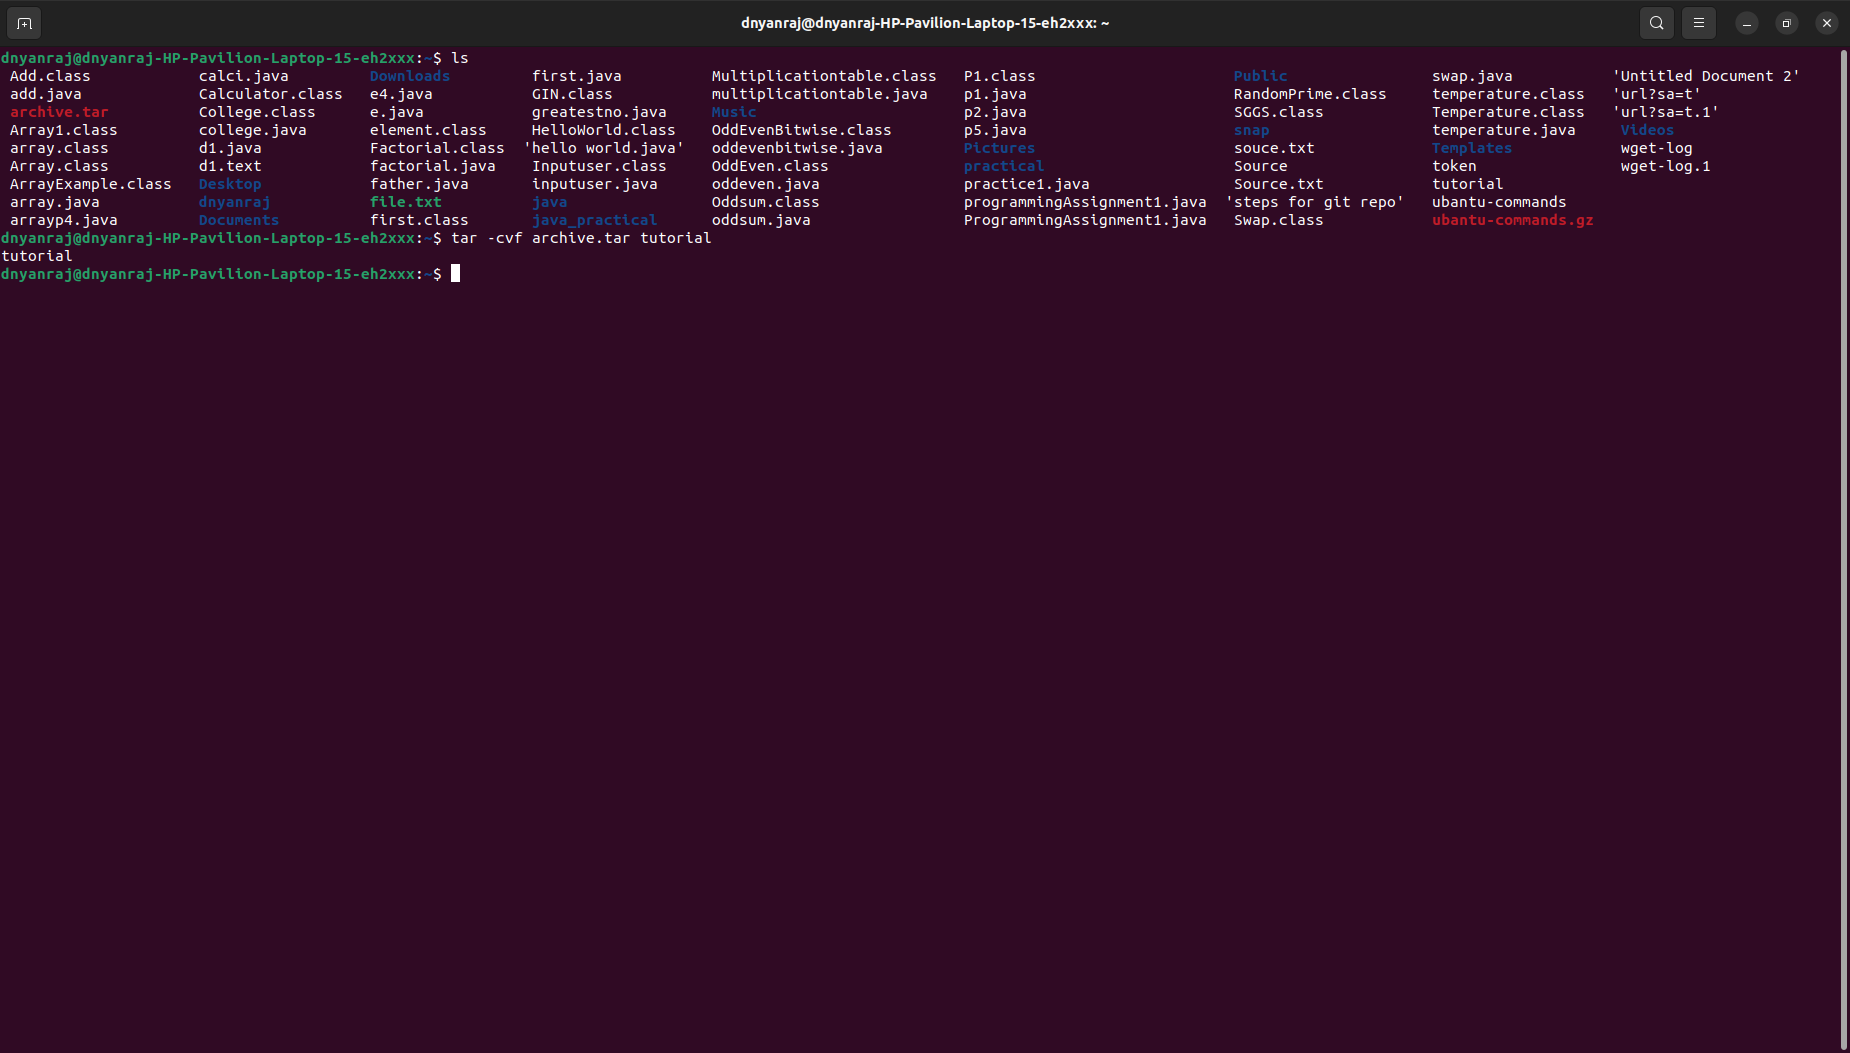 dnyanraj@dnyanraj-HP-Pavilion-Laptop-15-eh2xxx: ~
dnyanraj@dnyanraj-HP-Pavilion-Laptop-15-eh2xxx:~$ ls
Add.class calci.java Downloads first.java Multiplicationtable.class P1.class Public swap.java 'Untitled Document 2'
add.java Calculator.class e4.java GIN.class multiplicationtable.java p1.java RandomPrime.class temperature.class 'url?sa=t'
archive.tar College.class e.java greatestno.java Music p2.java SGGS.class Temperature.class 'url?sa=t.1'
Array1.class college.java element.class HelloWorld.class OddEvenBitwise.class p5.java snap temperature.java Videos
array.class d1.java Factorial.class 'hello world.java' oddevenbitwise.java Pictures souce.txt Templates wget-log
Array.class d1.text factorial.java Inputuser.class OddEven.class practical Source token wget-log.1
ArrayExample.class Desktop father.java inputuser.java oddeven.java practice1.java Source.txt tutorial
array.java dnyanraj file.txt java Oddsum.class programmingAssignment1.java 'steps for git repo' ubantu-commands
arrayp4.java Documents first.class java_practical oddsum.java ProgrammingAssignment1.java Swap.class ubantu-commands.gz
dnyanraj@dnyanraj-HP-Pavilion-Laptop-15-eh2xxx:~$ tar -cvf archive.tar tutorial
tutorial
dnyanraj@dnyanraj-HP-Pavilion-Laptop-15-eh2xxx:~$